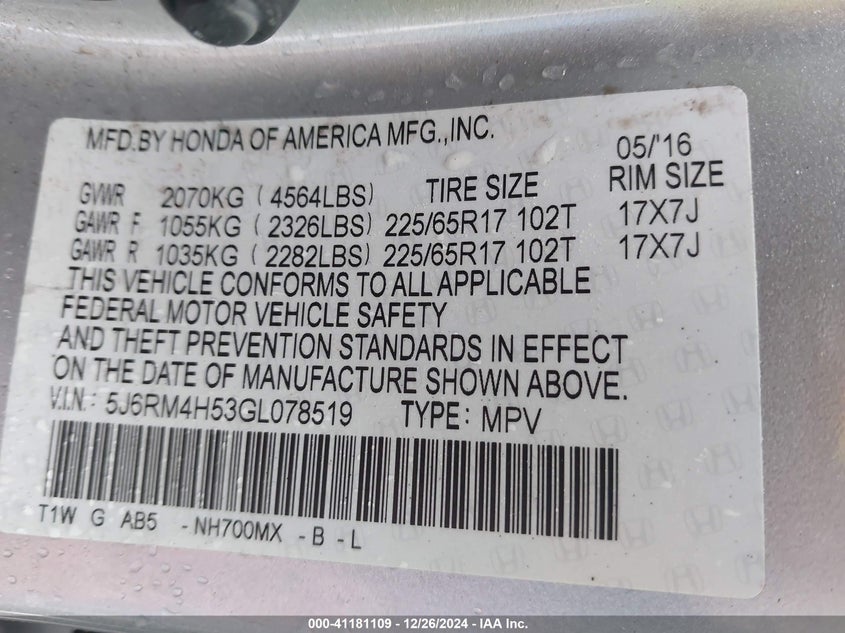 MFD.BY HONDA OF AMERICA MFG.,INC. 05/'16
GVWR 2070KG (4564LBS) TIRE SIZE RIM SIZE
GAWR F 1055KG (2326LBS) 225/65R17 102T 17X7J
GAWR R 1035KG (2282LBS) 225/65R17 102T 17X7J
THIS VEHICLE CONFORMS TO ALL APPLICABLE
FEDERAL MOTOR VEHICLE SAFETY
AND THEFT PREVENTION STANDARDS IN EFFECT
ON THE DATE OF MANUFACTURE SHOWN ABOVE.
V.I.N.: 5J6RM4H53GL078519 TYPE: MPV
T1W G AB5 -NH700MX -B -L
000-41181109 - 12/26/2024 - IAA Inc.